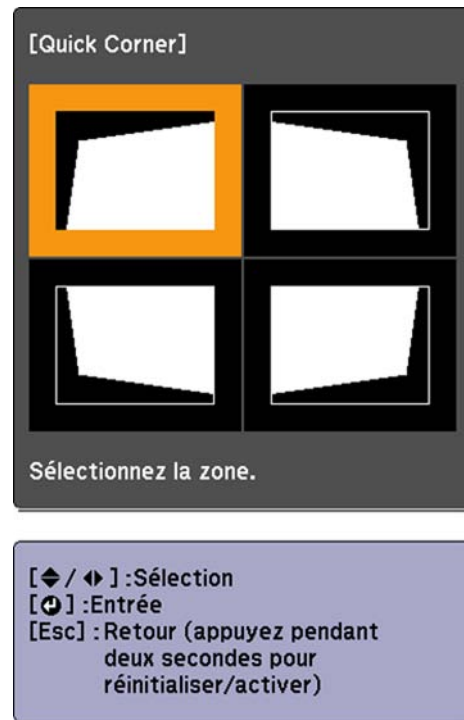 [Quick Corner]
Sélectionnez la zone.
[◆/◆] :Sélection
[↵] :Entrée
[Esc] :Retour (appuyez pendant
deux secondes pour
réinitialiser/activer)